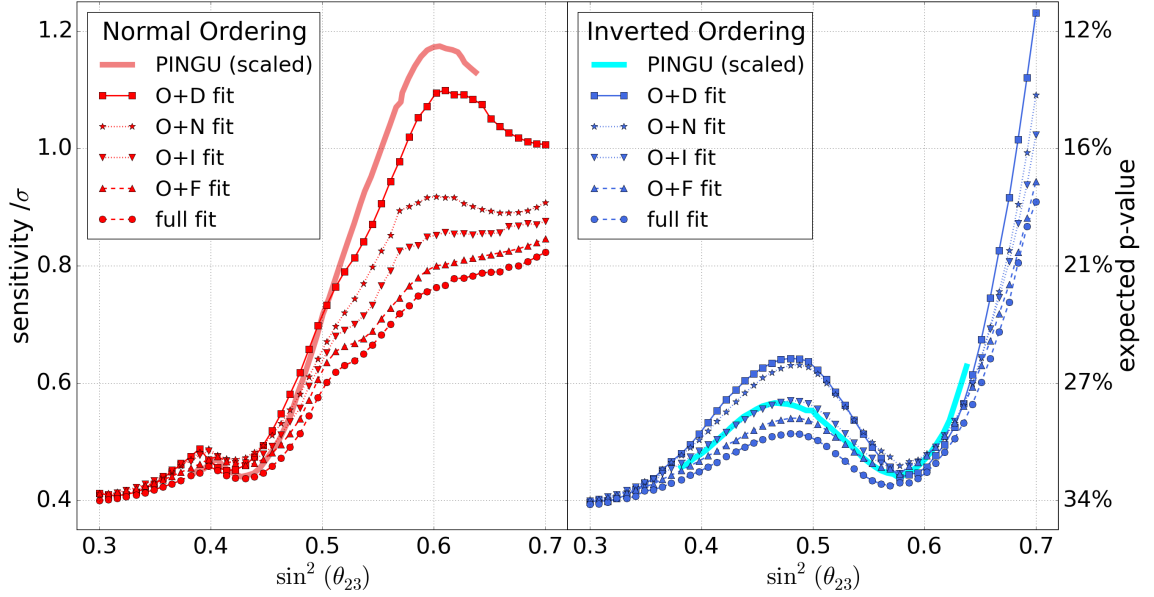 Normal Ordering
PINGU (scaled)
O+D fit
O+N fit
O+I fit
O+F fit
full fit
Inverted Ordering
PINGU (scaled)
O+D fit
O+N fit
O+I fit
O+F fit
full fit
sensitivity /σ
1.2
1.0
0.8
0.6
0.4
0.3
0.4
0.5
0.6
0.7
sin² (θ₂₃)
0.3
0.4
0.5
0.6
0.7
sin² (θ₂₃)
12%
16%
21%
27%
34%
expected p-value